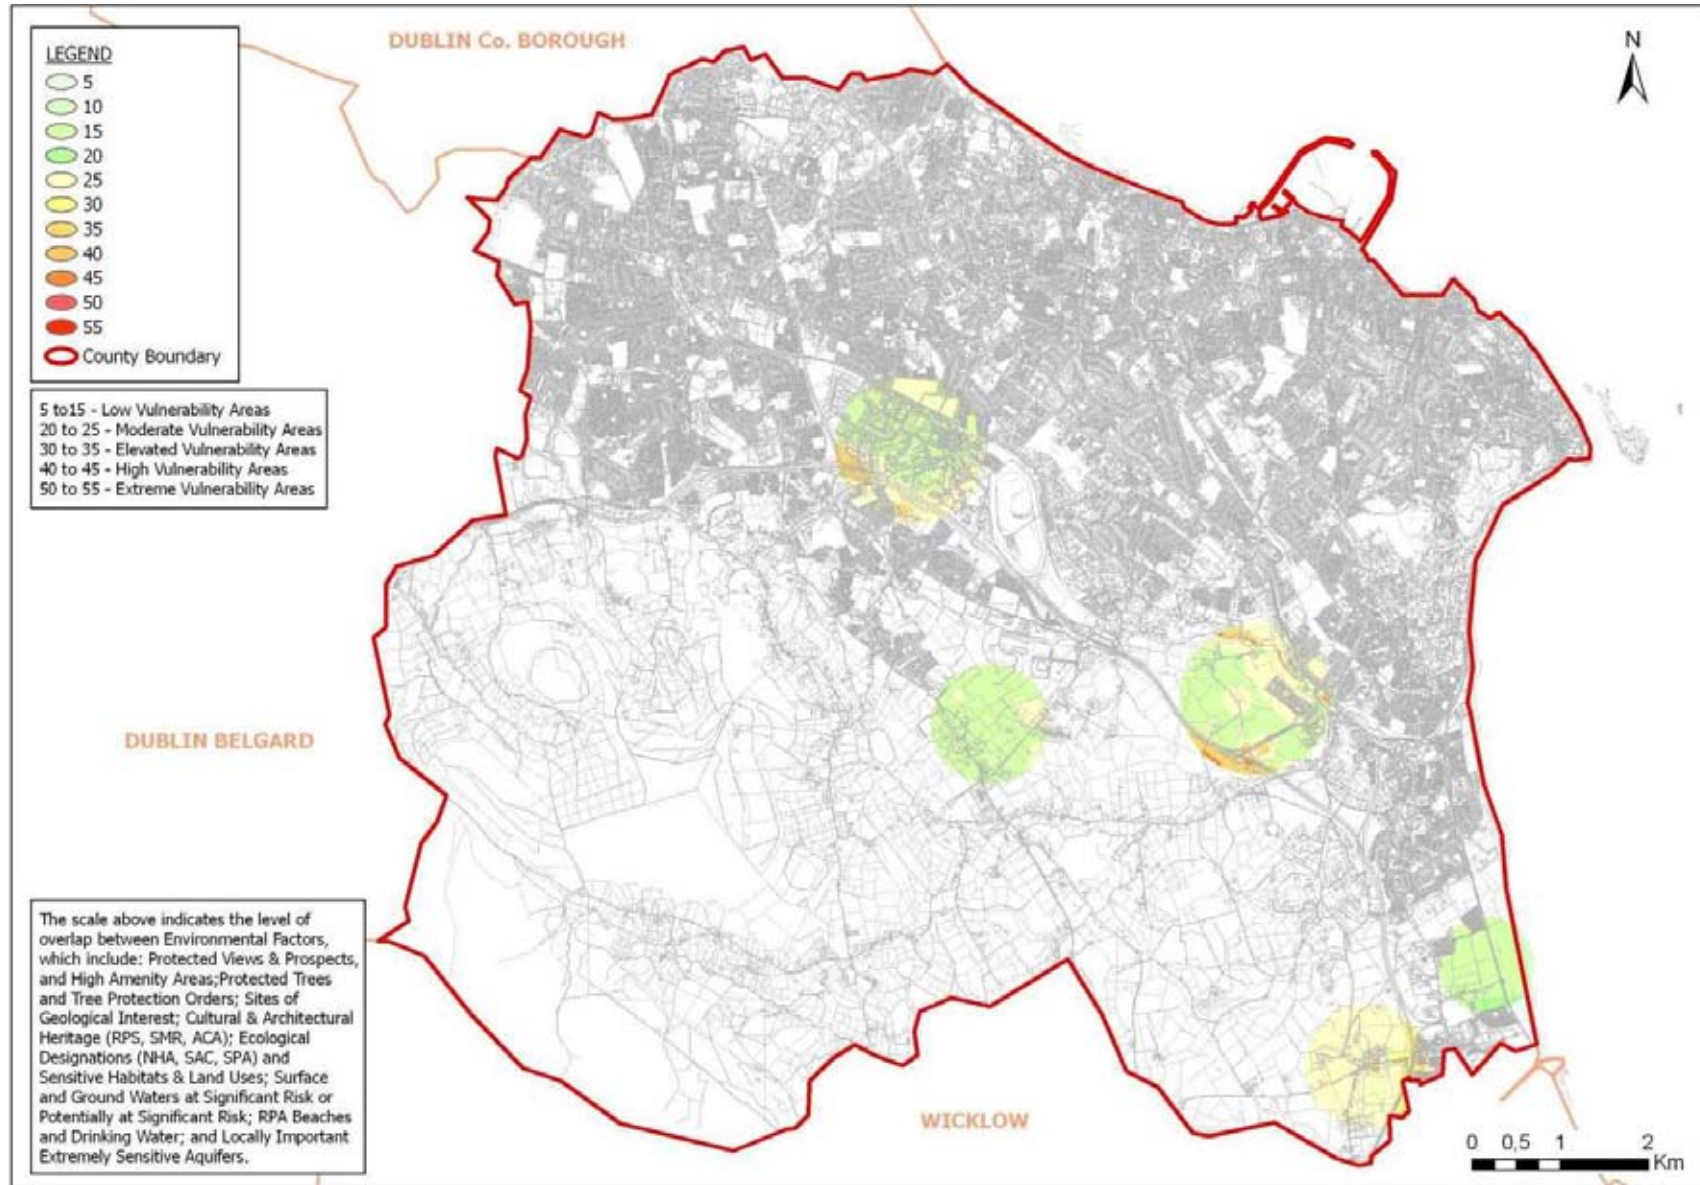 DUBLIN Co. BOROUGH
N
LEGEND
5
10
15
20
25
30
35
40
45
50
55
County Boundary
5 to15 - Low Vulnerability Areas
20 to 25 - Moderate Vulnerability Areas
30 to 35 - Elevated Vulnerability Areas
40 to 45 - High Vulnerability Areas
50 to 55 - Extreme Vulnerability Areas
DUBLIN BELGARD
The scale above indicates the level of
overlap between Environmental Factors,
which include: Protected Views & Prospects,
and High Amenity Areas;Protected Trees
and Tree Protection Orders; Sites of
Geological Interest; Cultural & Architectural
Heritage (RPS, SMR, ACA); Ecological
Designations (NHA, SAC, SPA) and
Sensitive Habitats & Land Uses; Surface
and Ground Waters at Significant Risk or
Potentially at Significant Risk; RPA Beaches
and Drinking Water; and Locally Important
Extremely Sensitive Aquifers.
WICKLOW
0 0,5 1 2
Km